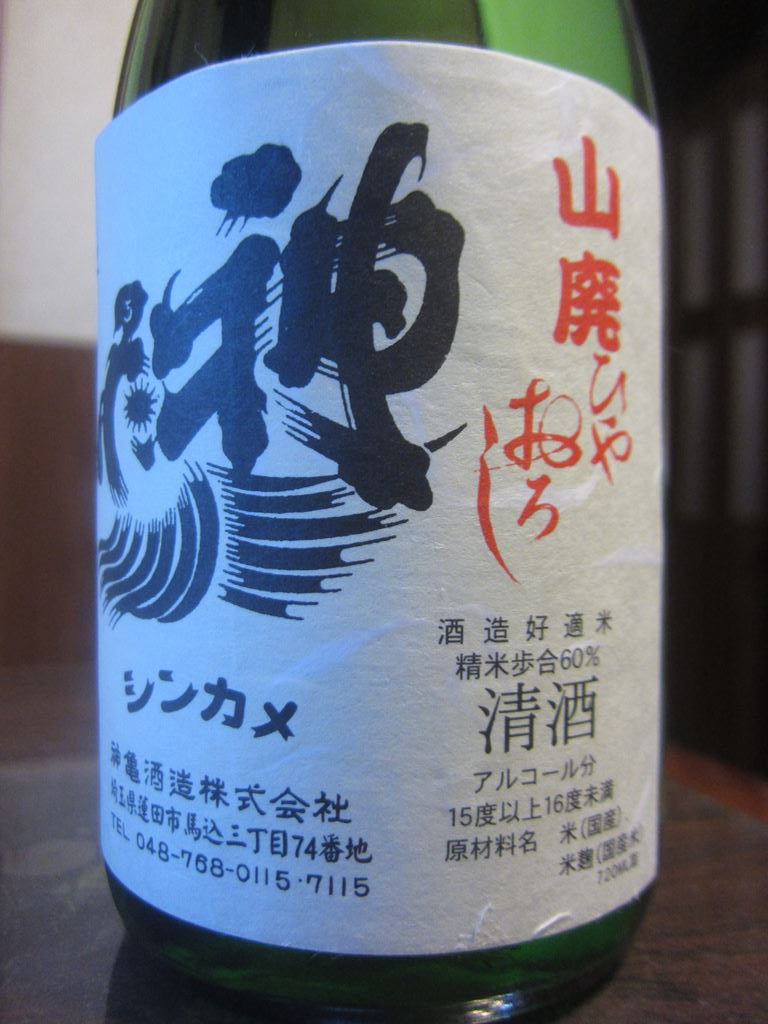 山廃ひや
おろし
神亀
シンカメ
神亀酒造株式会社
埼玉県蓮田市馬込三丁目74番地
TEL 048-768-0115·7115
酒造好適米
精米歩合60%
清酒
アルコール分
15度以上16度未満
原材料名 米(国産)、
米麹(国産米)
720ML詰